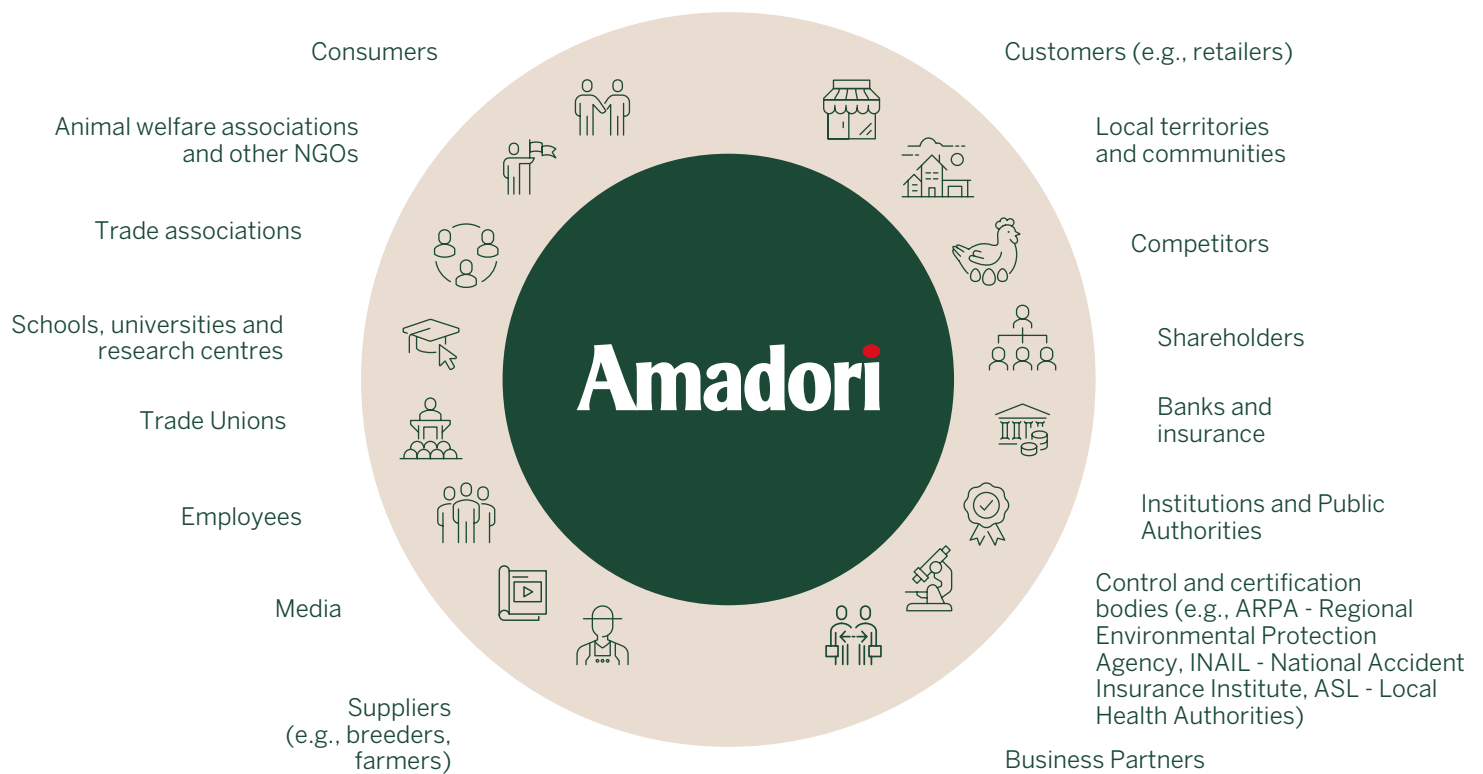 Consumers
Animal welfare associations
and other NGOs
Trade associations
Schools, universities and
research centres
Trade Unions
Employees
Media
Suppliers
(e.g., breeders,
farmers)
Amadori
Customers (e.g., retailers)
Local territories
and communities
Competitors
Shareholders
Banks and
insurance
Institutions and Public
Authorities
Control and certification
bodies (e.g., ARPA - Regional
Environmental Protection
Agency, INAIL - National Accident
Insurance Institute, ASL - Local
Health Authorities)
Business Partners